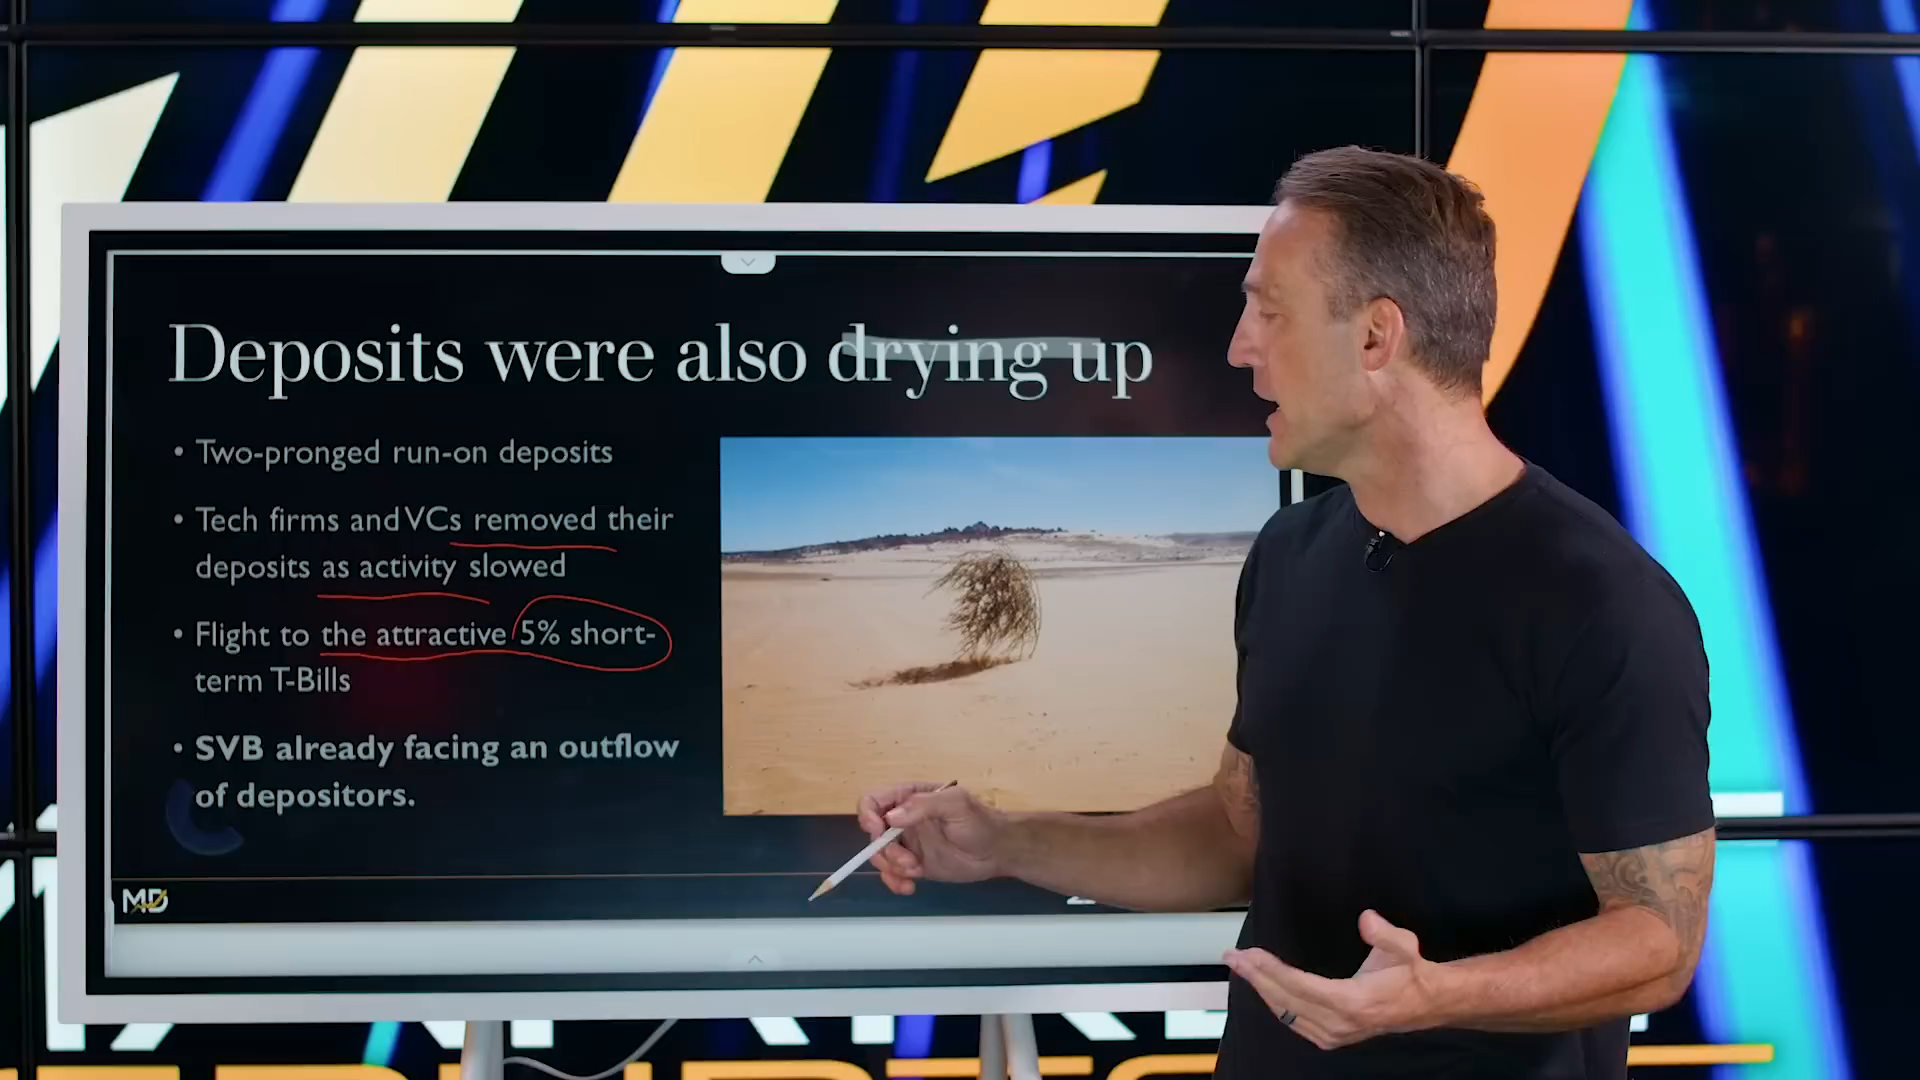 Deposits were also drying up
• Two-pronged run-on deposits
• Tech firms and VCs removed their
deposits as activity slowed
• Flight to the attractive 5% short-
term T-Bills
• SVB already facing an outflow
of depositors.
MD